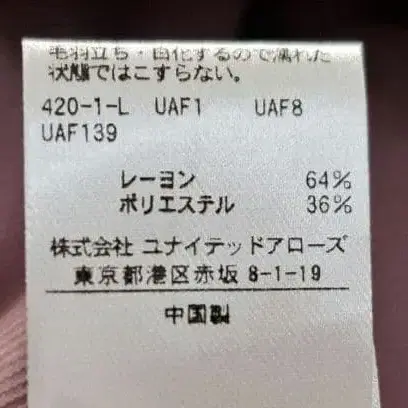 毛羽立ち・白化するので濡れた
状態ではこすらない。
420-1-L UAF1 UAF8
UAF139
レーヨン 64%
ポリエステル 36%
株式会社 ユナイテッドアローズ
東京都港区赤坂 8-1-19
中国製